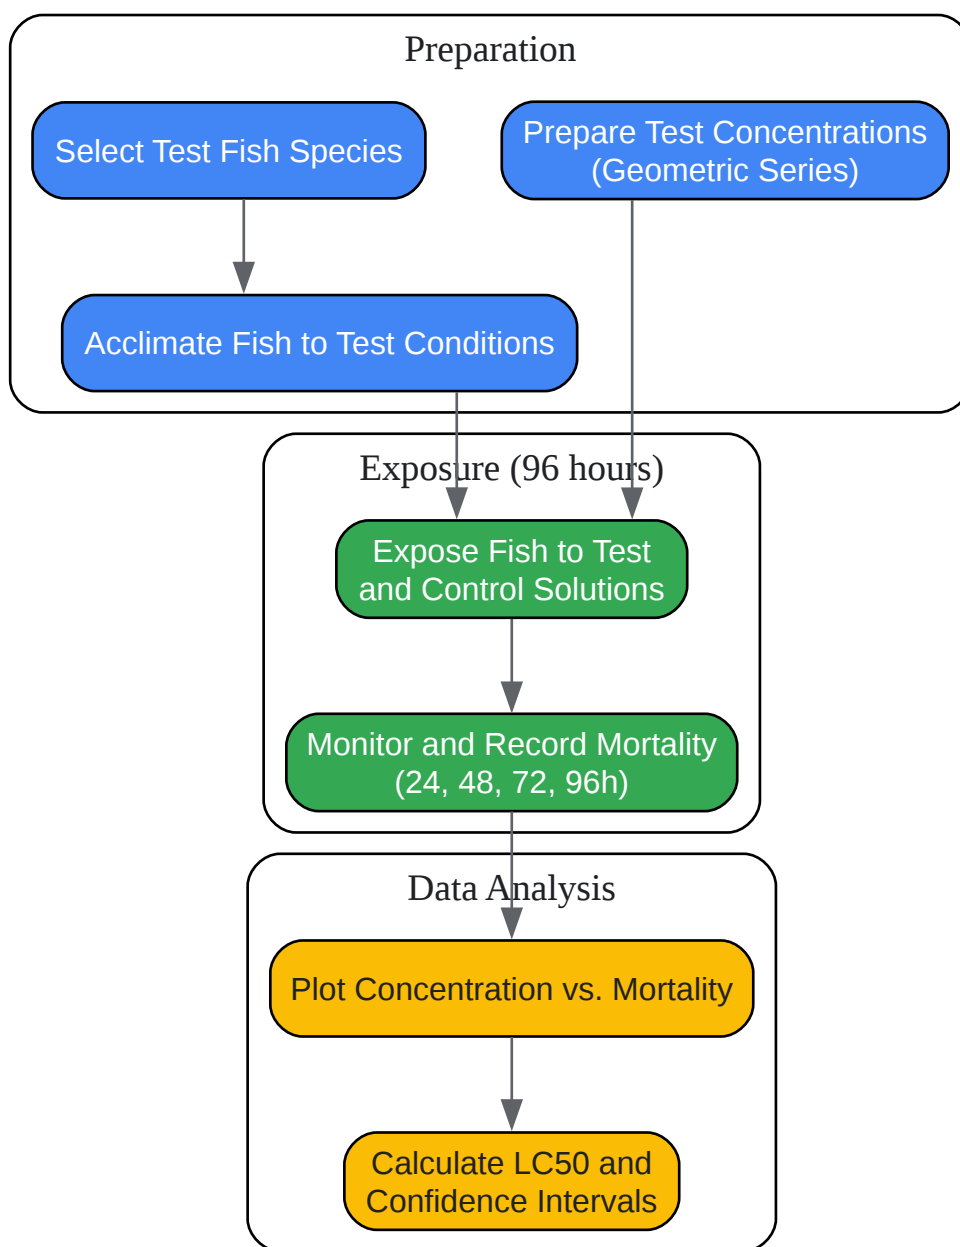 Preparation
Select Test Fish Species
Prepare Test Concentrations
(Geometric Series)
Acclimate Fish to Test Conditions
Exposure (96 hours)
Expose Fish to Test
and Control Solutions
Monitor and Record Mortality
(24, 48, 72, 96h)
Data Analysis
Plot Concentration vs. Mortality
Calculate LC50 and
Confidence Intervals